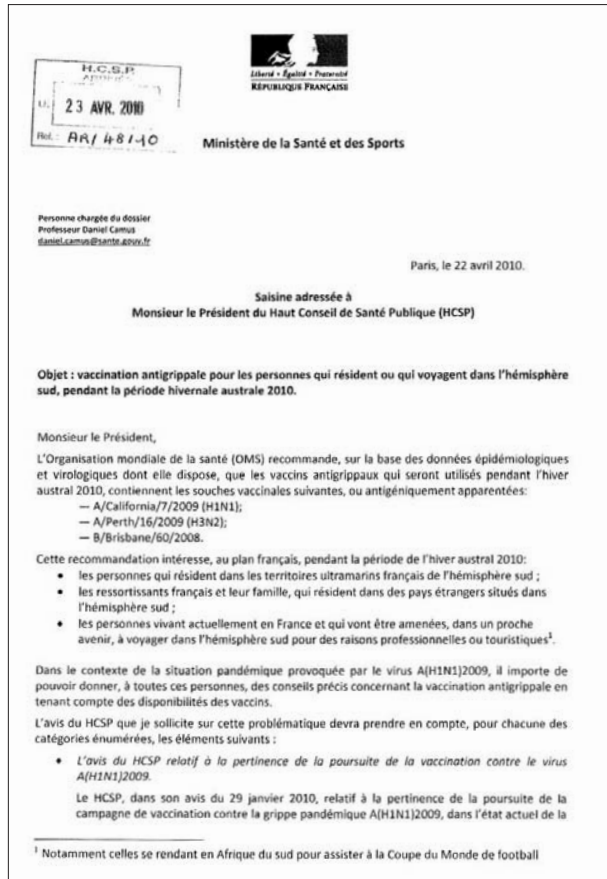 H.C.S.P.
23 AVR. 2010
Ref.: AR/48/10
Liberté • Égalité • Fraternité
RÉPUBLIQUE FRANÇAISE
Ministère de la Santé et des Sports
Personne chargée du dossier
Professeur Daniel Camus
daniel.camus@sante.gouv.fr
Paris, le 22 avril 2010.
Saisine adressée à
Monsieur le Président du Haut Conseil de Santé Publique (HCSP)
Objet : vaccination antigrippale pour les personnes qui résident ou qui voyagent dans l'hémisphère
sud, pendant la période hivernale australe 2010.
Monsieur le Président,
L'Organisation mondiale de la santé (OMS) recommande, sur la base des données épidémiologiques
et virologiques dont elle dispose, que les vaccins antigrippaux qui seront utilisés pendant l'hiver
austral 2010, contiennent les souches vaccinales suivantes, ou antigéniquement apparentées:
— A/California/7/2009 (H1N1);
— A/Perth/16/2009 (H3N2);
— B/Brisbane/60/2008.
Cette recommandation intéresse, au plan français, pendant la période de l'hiver austral 2010:
• les personnes qui résident dans les territoires ultramarins français de l'hémisphère sud ;
• les ressortissants français et leur famille, qui résident dans des pays étrangers situés dans
l'hémisphère sud ;
• les personnes vivant actuellement en France et qui vont être amenées, dans un proche
avenir, à voyager dans l'hémisphère sud pour des raisons professionnelles ou touristiques¹.
Dans le contexte de la situation pandémique provoquée par le virus A(H1N1)2009, il importe de
pouvoir donner, à toutes ces personnes, des conseils précis concernant la vaccination antigrippale en
tenant compte des disponibilités des vaccins.
L'avis du HCSP que je sollicite sur cette problématique devra prendre en compte, pour chacune des
catégories énumérées, les éléments suivants :
• L'avis du HCSP relatif à la pertinence de la poursuite de la vaccination contre le virus
A(H1N1)2009.
Le HCSP, dans son avis du 29 janvier 2010, relatif à la pertinence de la poursuite de la
campagne de vaccination contre la grippe pandémique A(H1N1)2009, dans l'état actuel de la
¹ Notamment celles se rendant en Afrique du sud pour assister à la Coupe du Monde de football